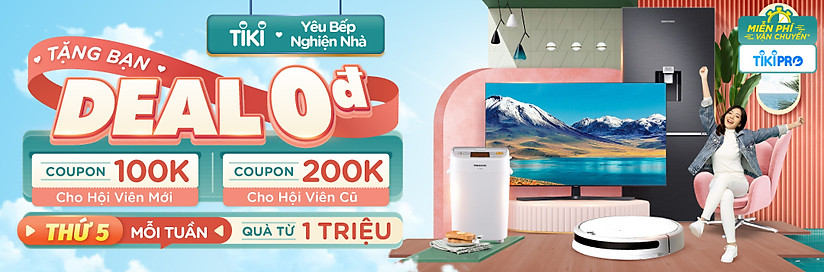 TIKI
Yêu Bếp
Nghiện Nhà
TẶNG BẠN
DEAL 0đ
COUPON 100K
Cho Hội Viên Mới
COUPON 200K
Cho Hội Viên Cũ
THỨ 5 MỖI TUẦN QUÀ TỪ 1 TRIỆU
MIỄN PHÍ
VẬN CHUYỂN*
TIKIPRO